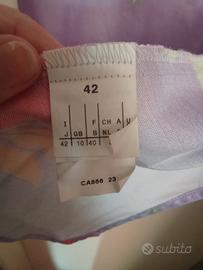 42
I F CH A U
J GB B NL
42 10 40
CA866 23
subito